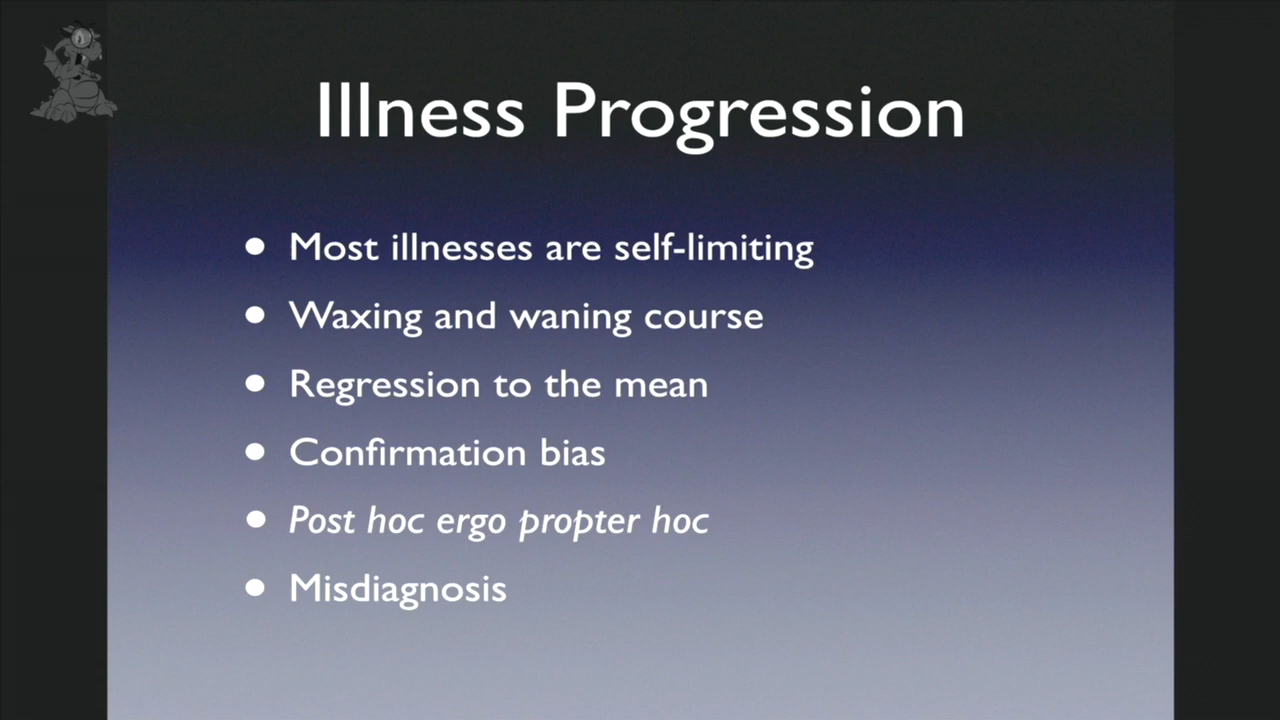 Illness Progression
• Most illnesses are self-limiting
• Waxing and waning course
• Regression to the mean
• Confirmation bias
• Post hoc ergo propter hoc
• Misdiagnosis